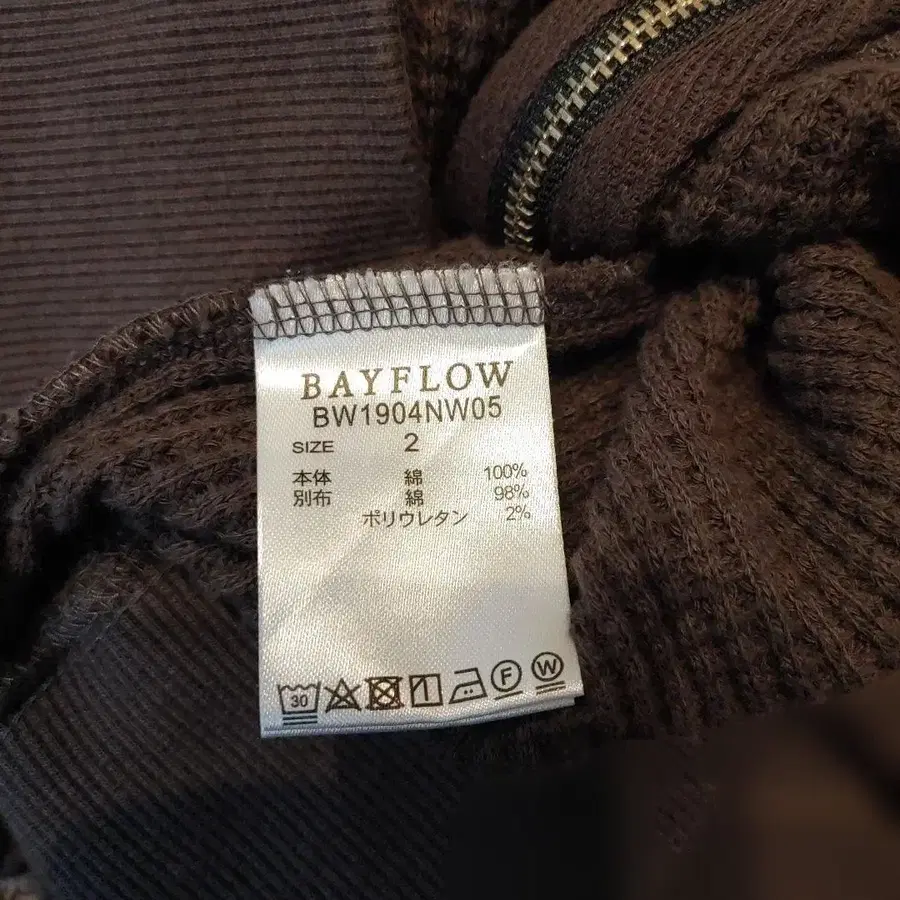 BAYFLOW
BW1904NW05
SIZE 2
本体 綿 100%
別布 綿 98%
ポリウレタン 2%
30 F W